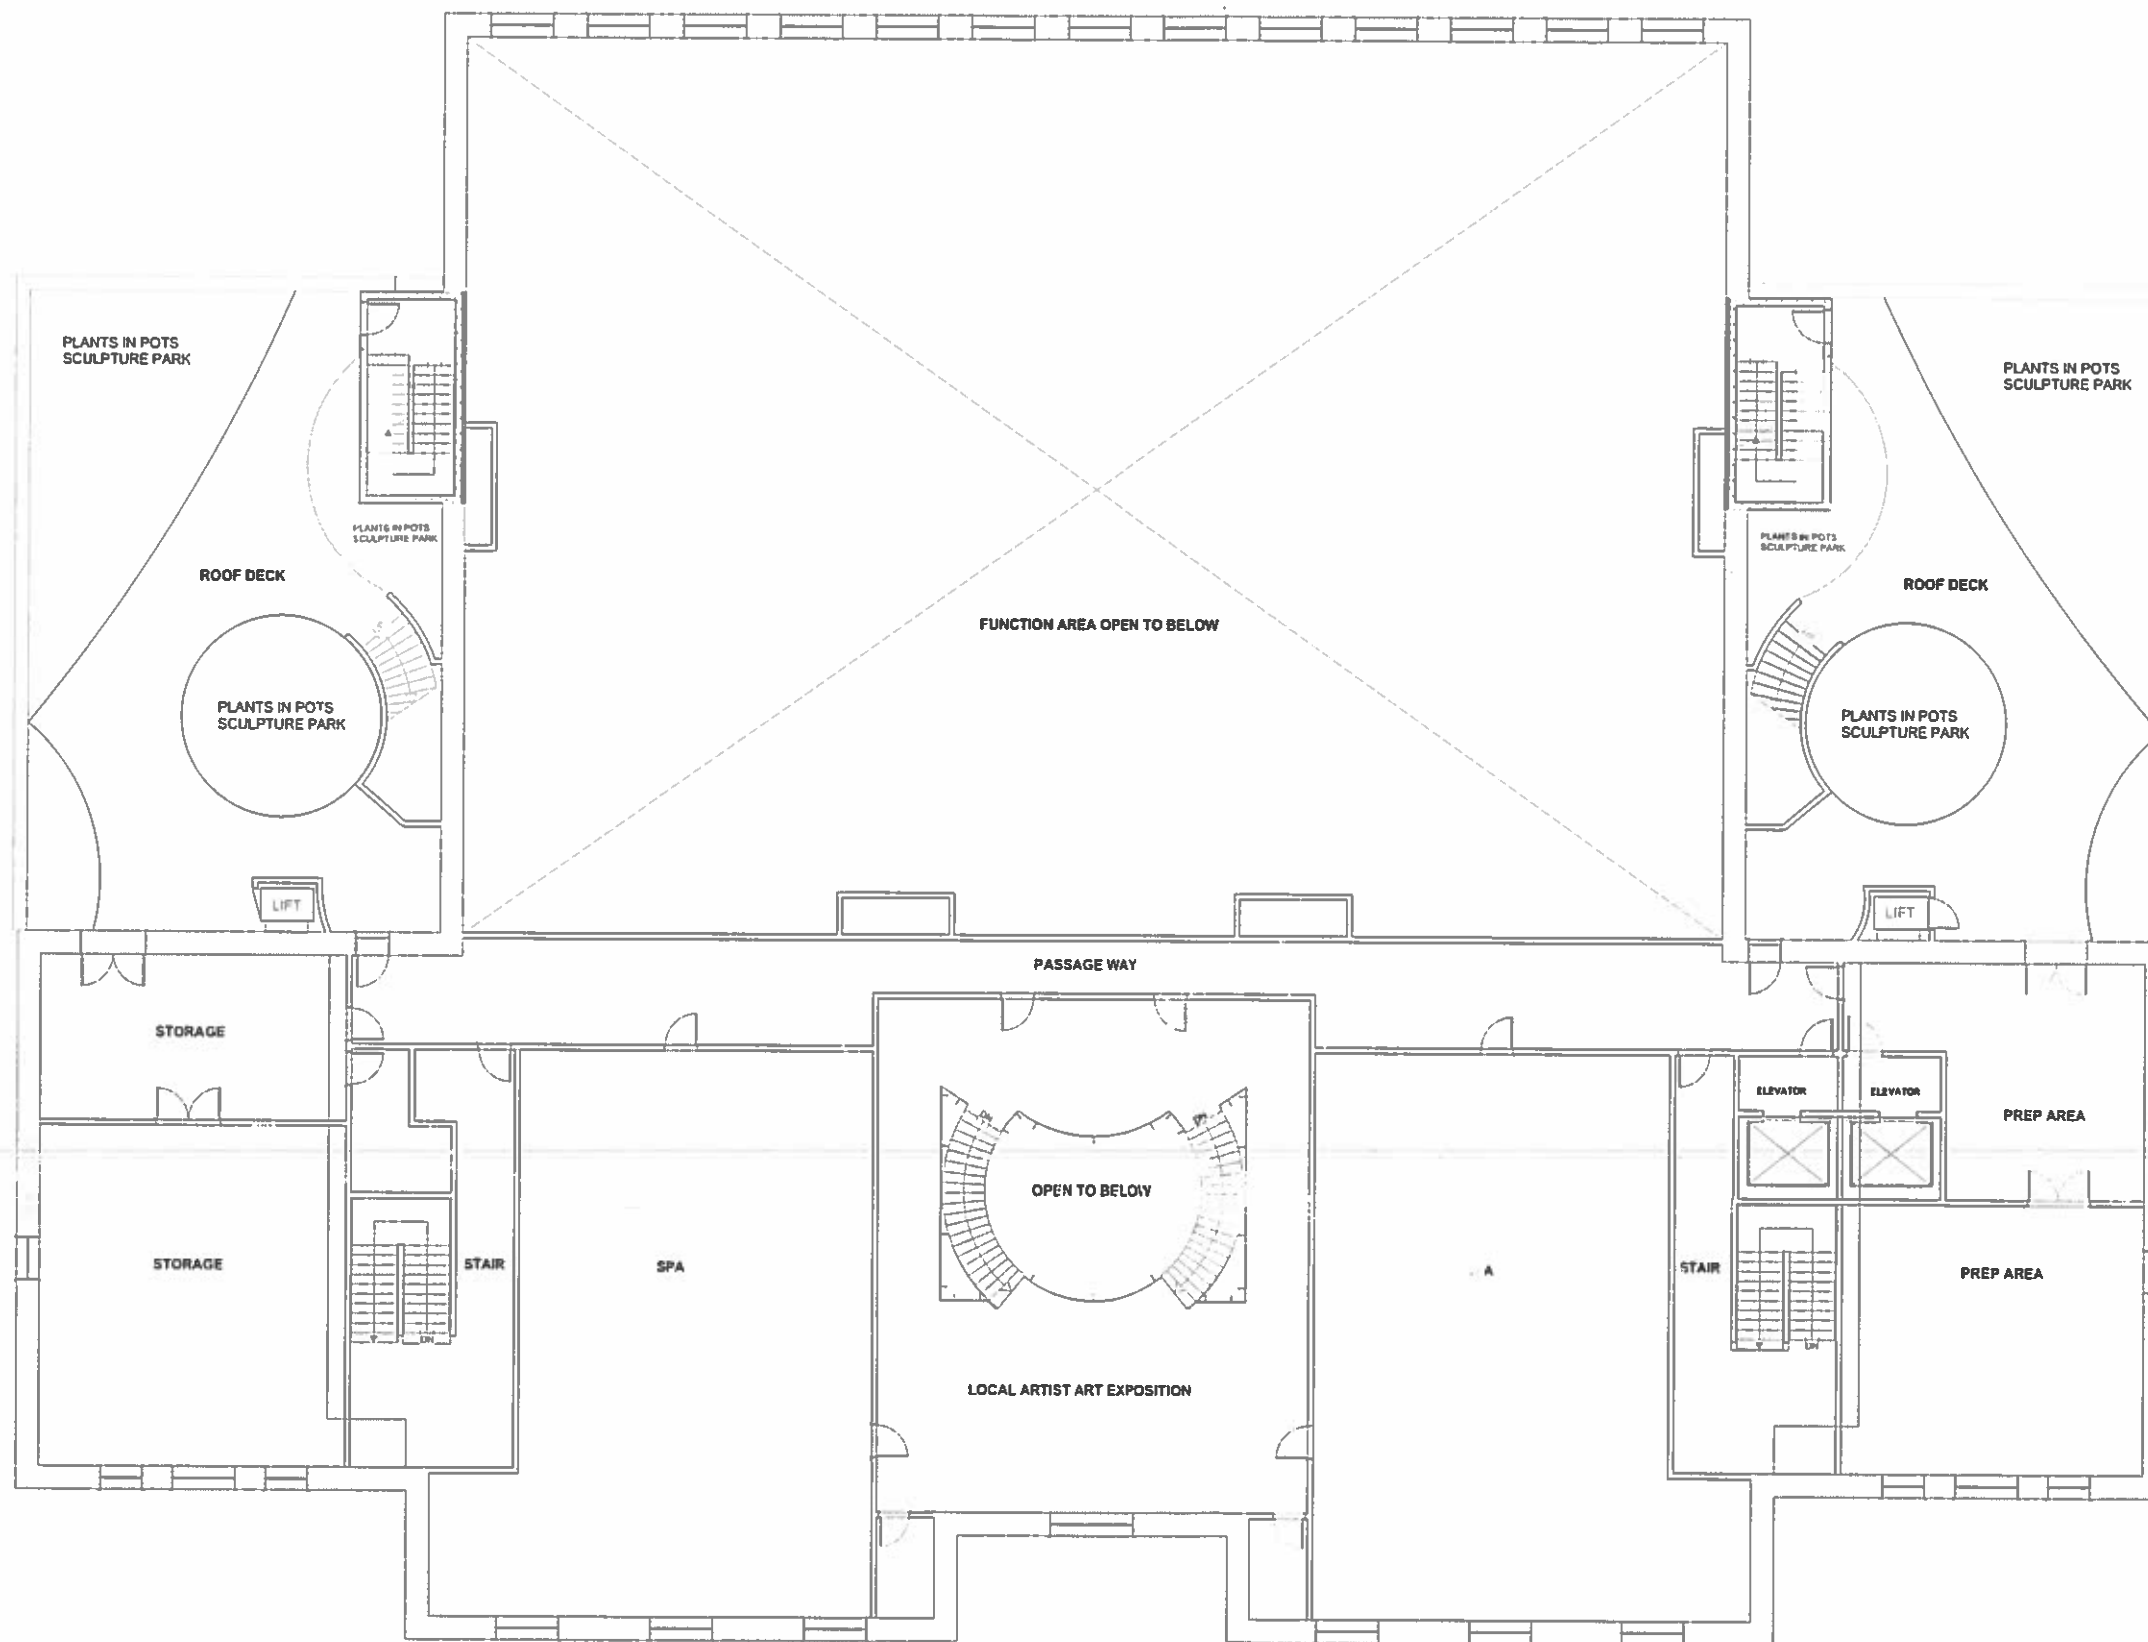 PLANTS IN POTS
SCULPTURE PARK
PLANTS IN POTS
SCULPTURE PARK
PLANTS IN POTS
SCULPTURE PARK
PLANTS IN POTS
SCULPTURE PARK
ROOF DECK
ROOF DECK
FUNCTION AREA OPEN TO BELOW
PLANTS IN POTS
SCULPTURE PARK
PLANTS IN POTS
SCULPTURE PARK
LIFT
LIFT
PASSAGE WAY
STORAGE
ELEVATOR
ELEVATOR
PREP AREA
DN
OPEN TO BELOW
STORAGE
STAIR
SPA
A
STAIR
PREP AREA
DN
DN
LOCAL ARTIST ART EXPOSITION